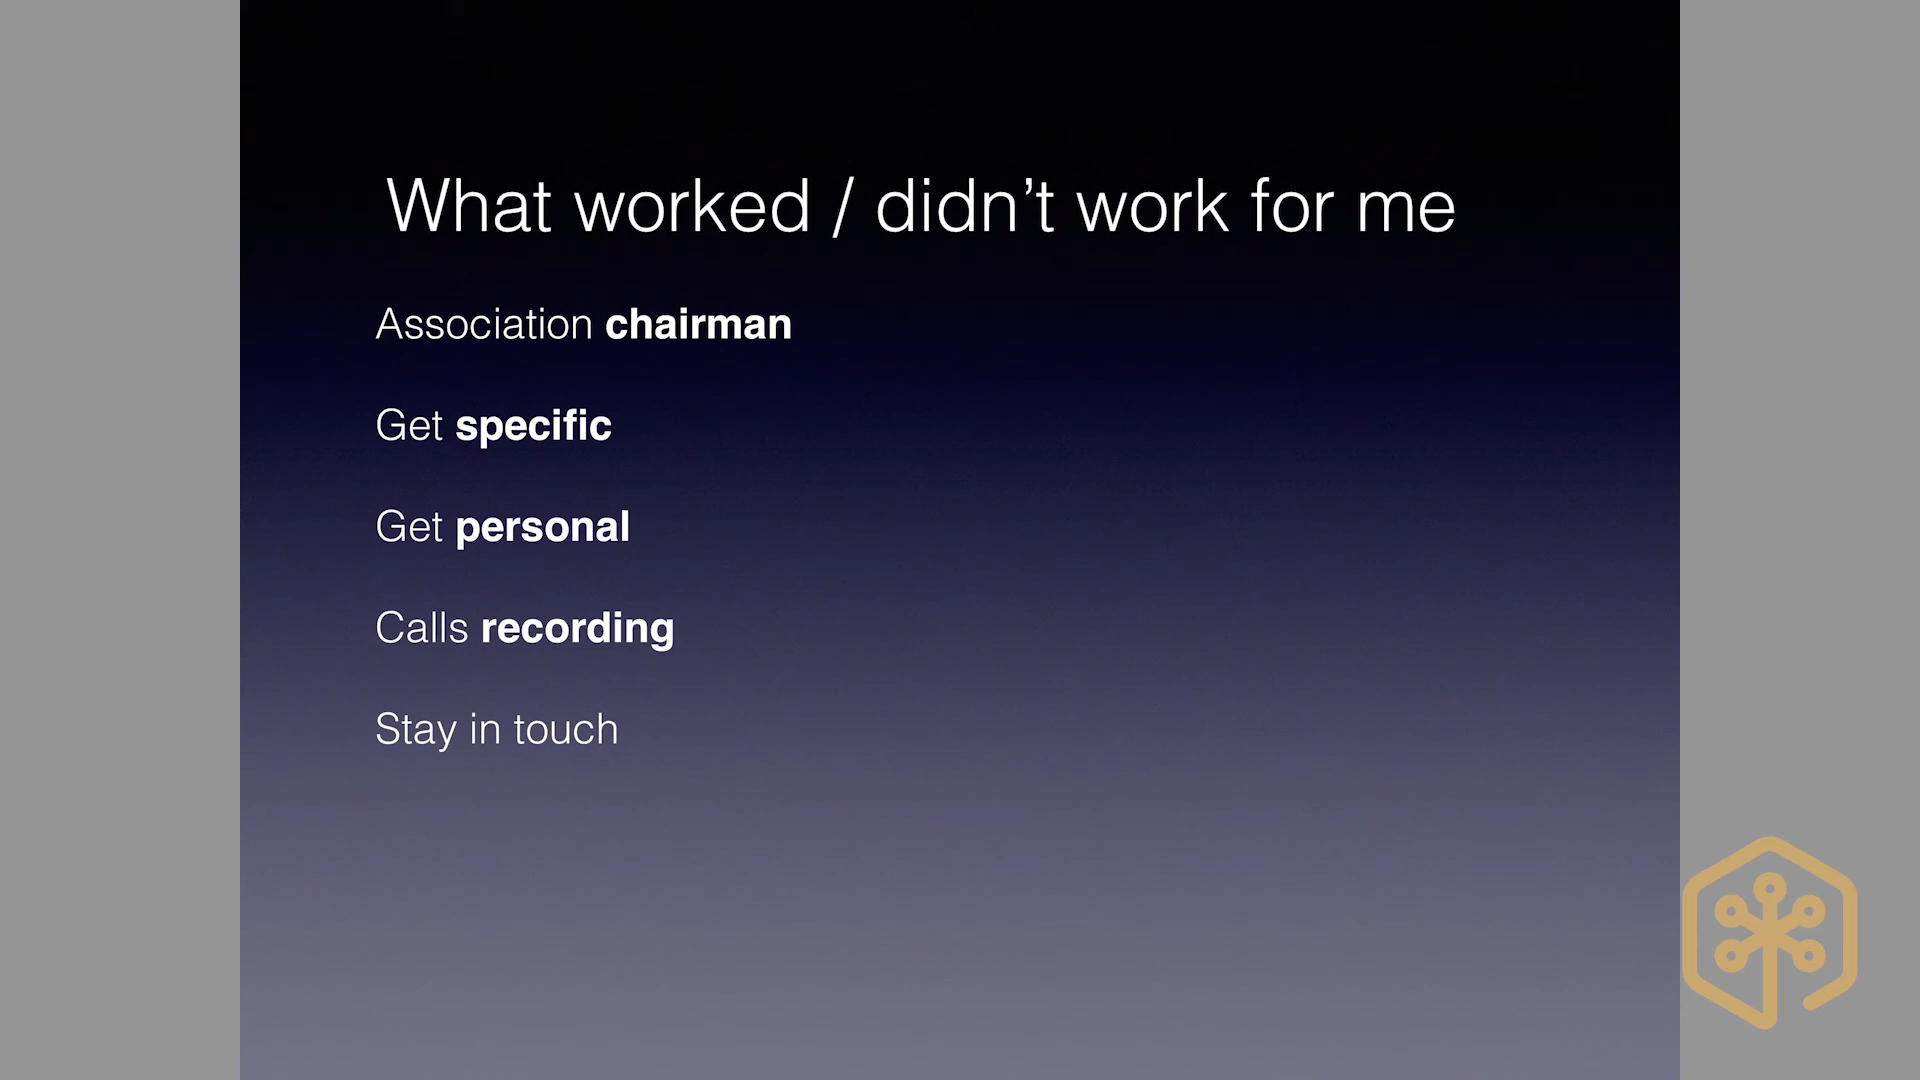 What worked / didn’t work for me
Association chairman
Get specific
Get personal
Calls recording
Stay in touch